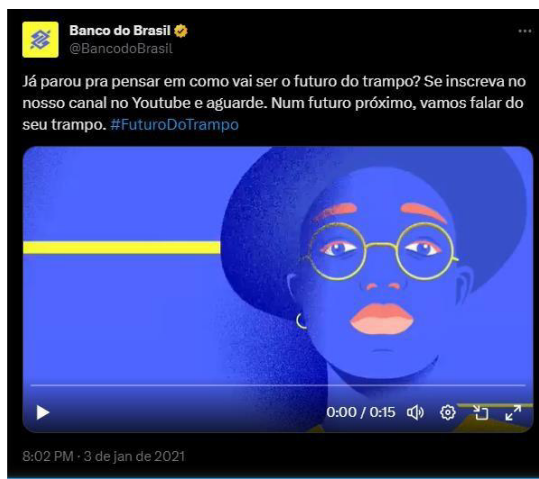 Banco do Brasil
@BancodoBrasil
Já parou pra pensar em como vai ser o futuro do trampo? Se inscreva no
nosso canal no Youtube e aguarde. Num futuro próximo, vamos falar do
seu trampo. #FuturoDoTrampo
0:00 / 0:15
8:02 PM · 3 de jan de 2021